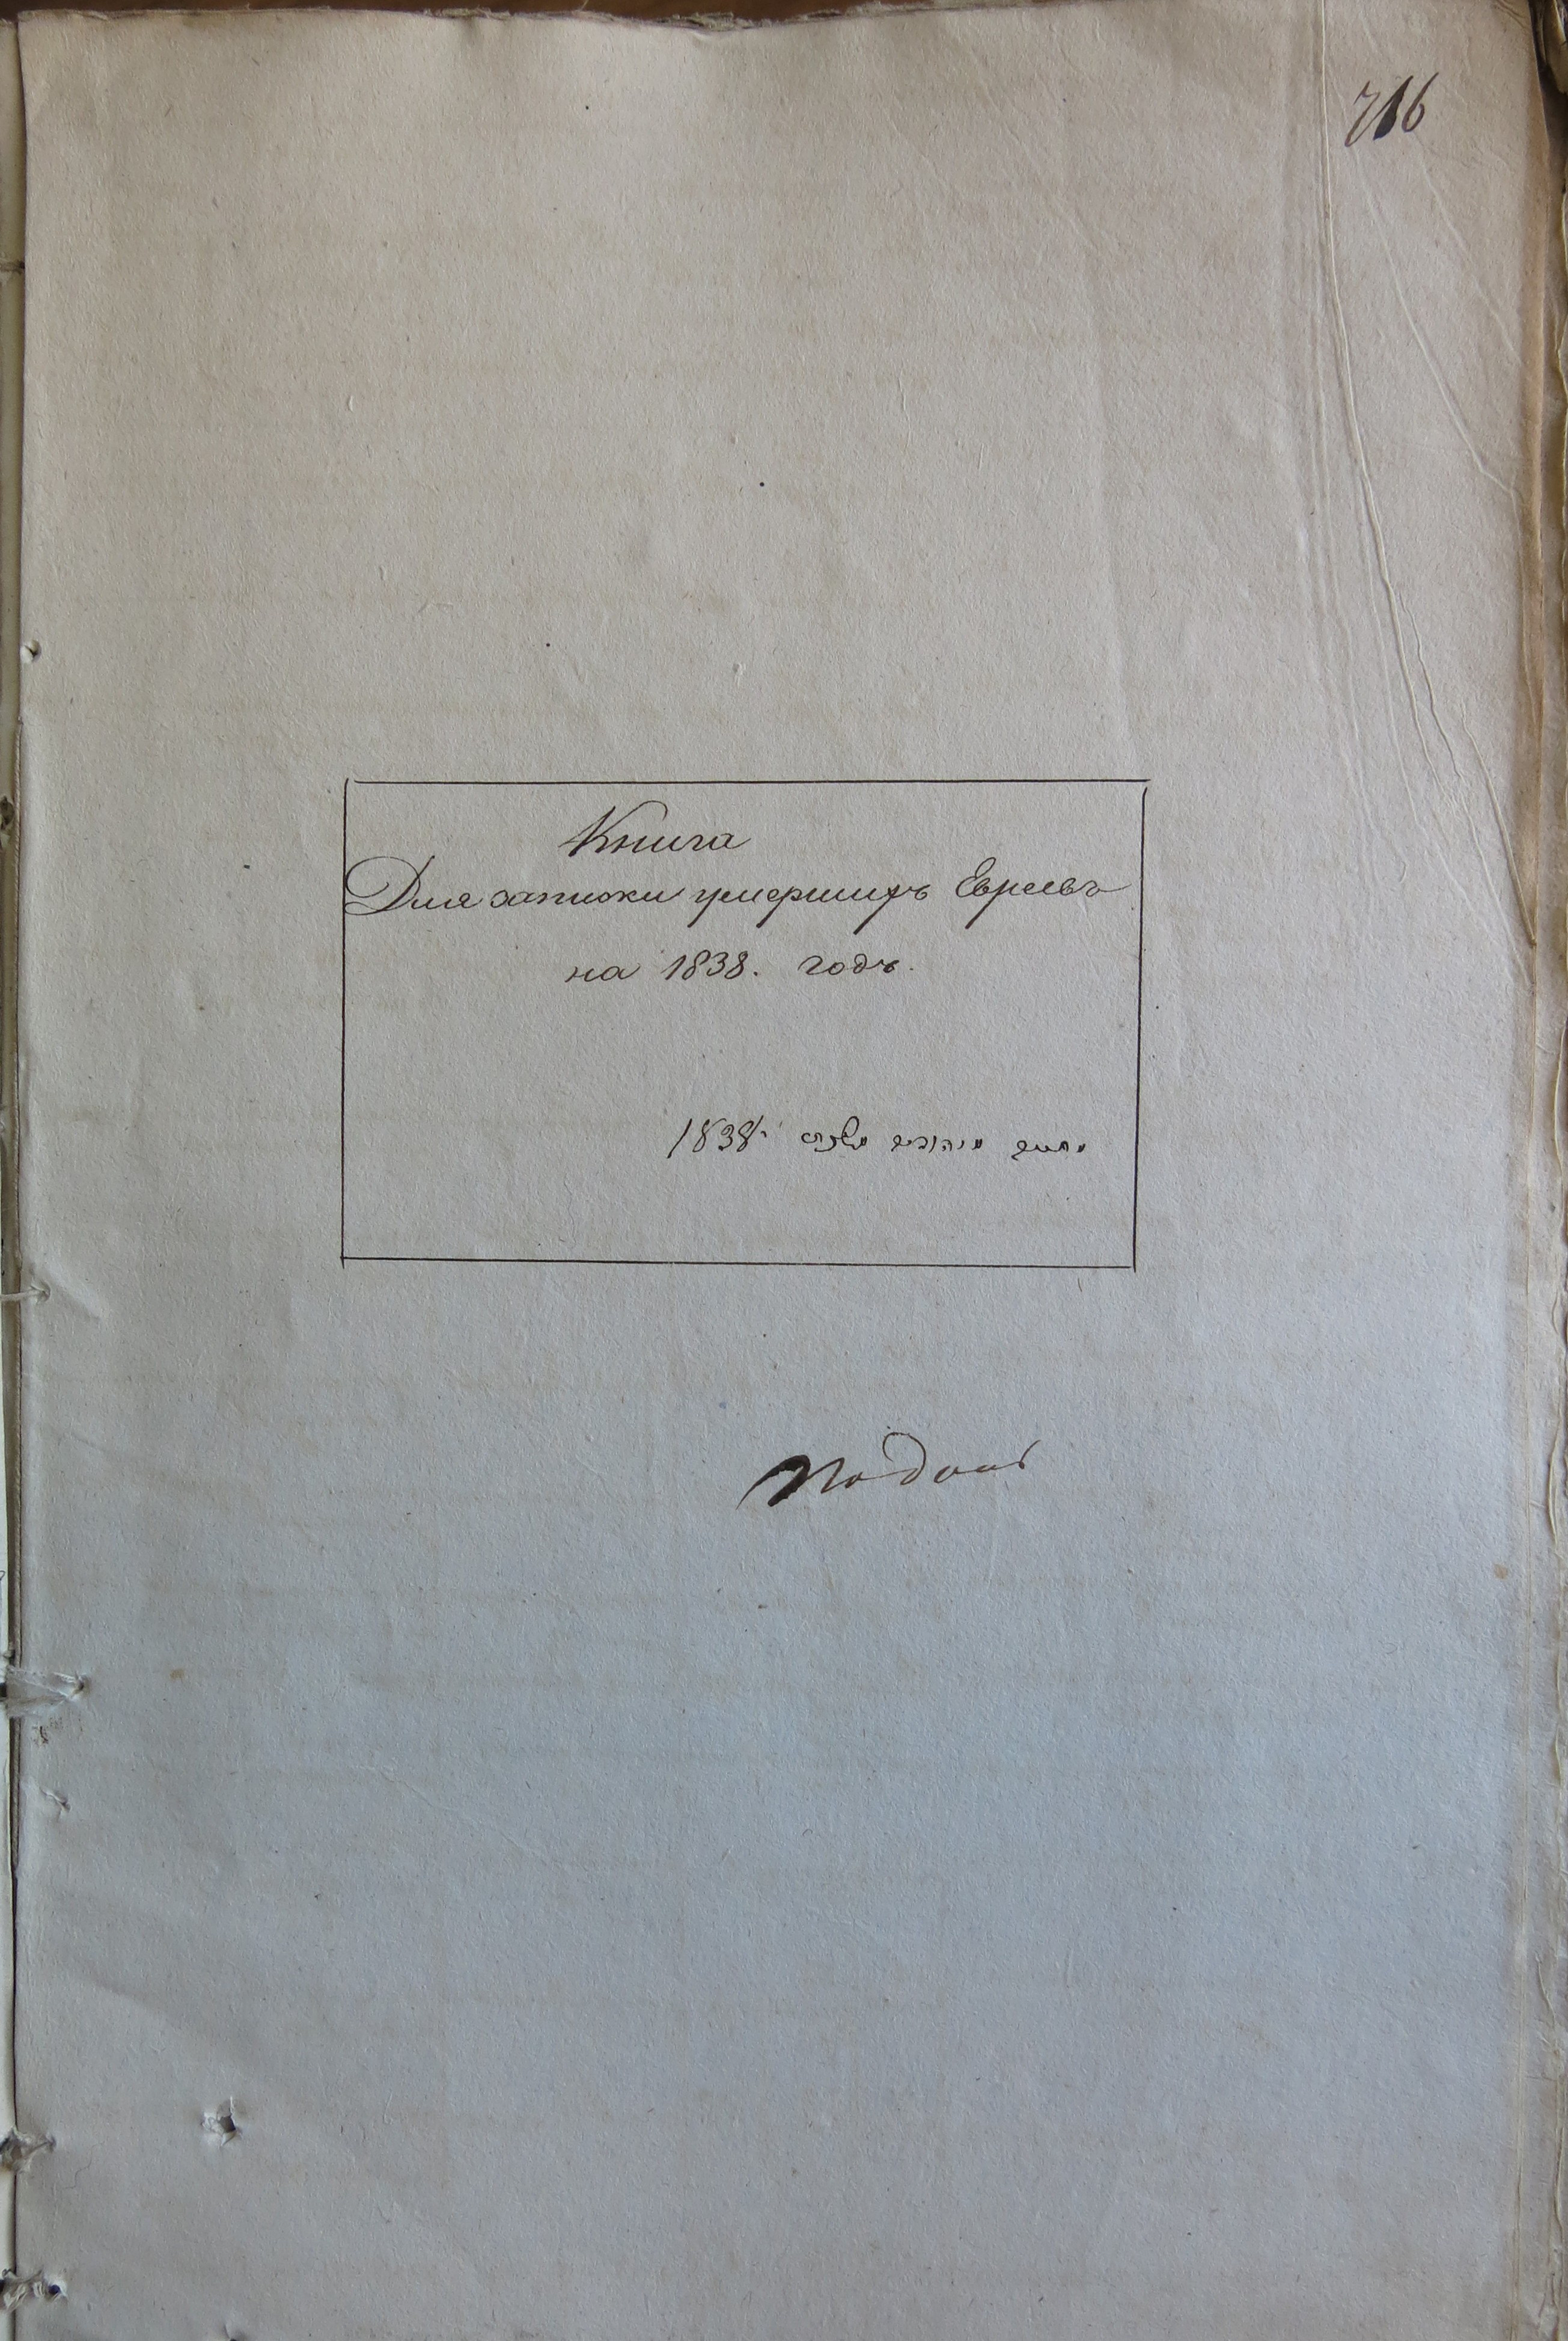 716
Книга
Для записки умершихъ Евреевъ
на 1838. годъ.
1838